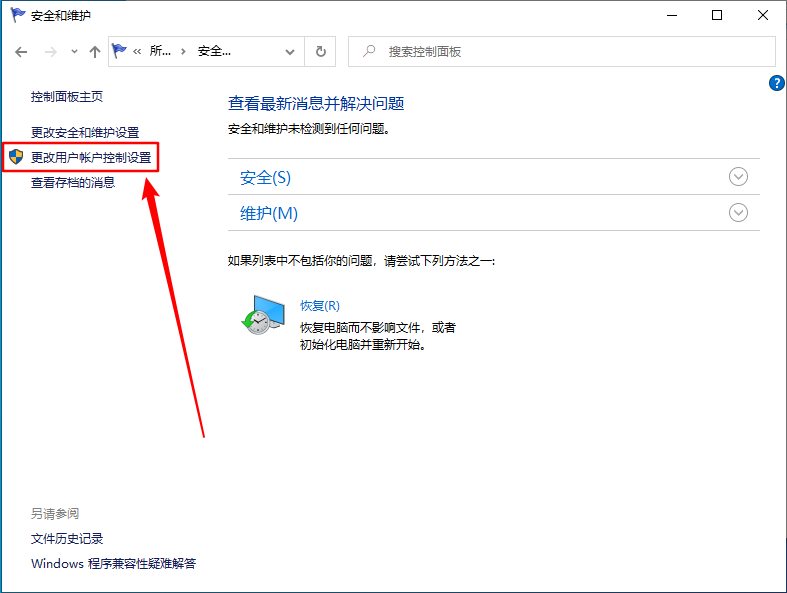 安全和维护
« 所... › 安全...
搜索控制面板
控制面板主页
更改安全和维护设置
更改用户帐户控制设置
查看存档的消息
查看最新消息并解决问题
安全和维护未检测到任何问题。
安全(S)
维护(M)
如果列表中不包括你的问题，请尝试下列方法之一:
恢复(R)
恢复电脑而不影响文件，或者
初始化电脑并重新开始。
另请参阅
文件历史记录
Windows 程序兼容性疑难解答